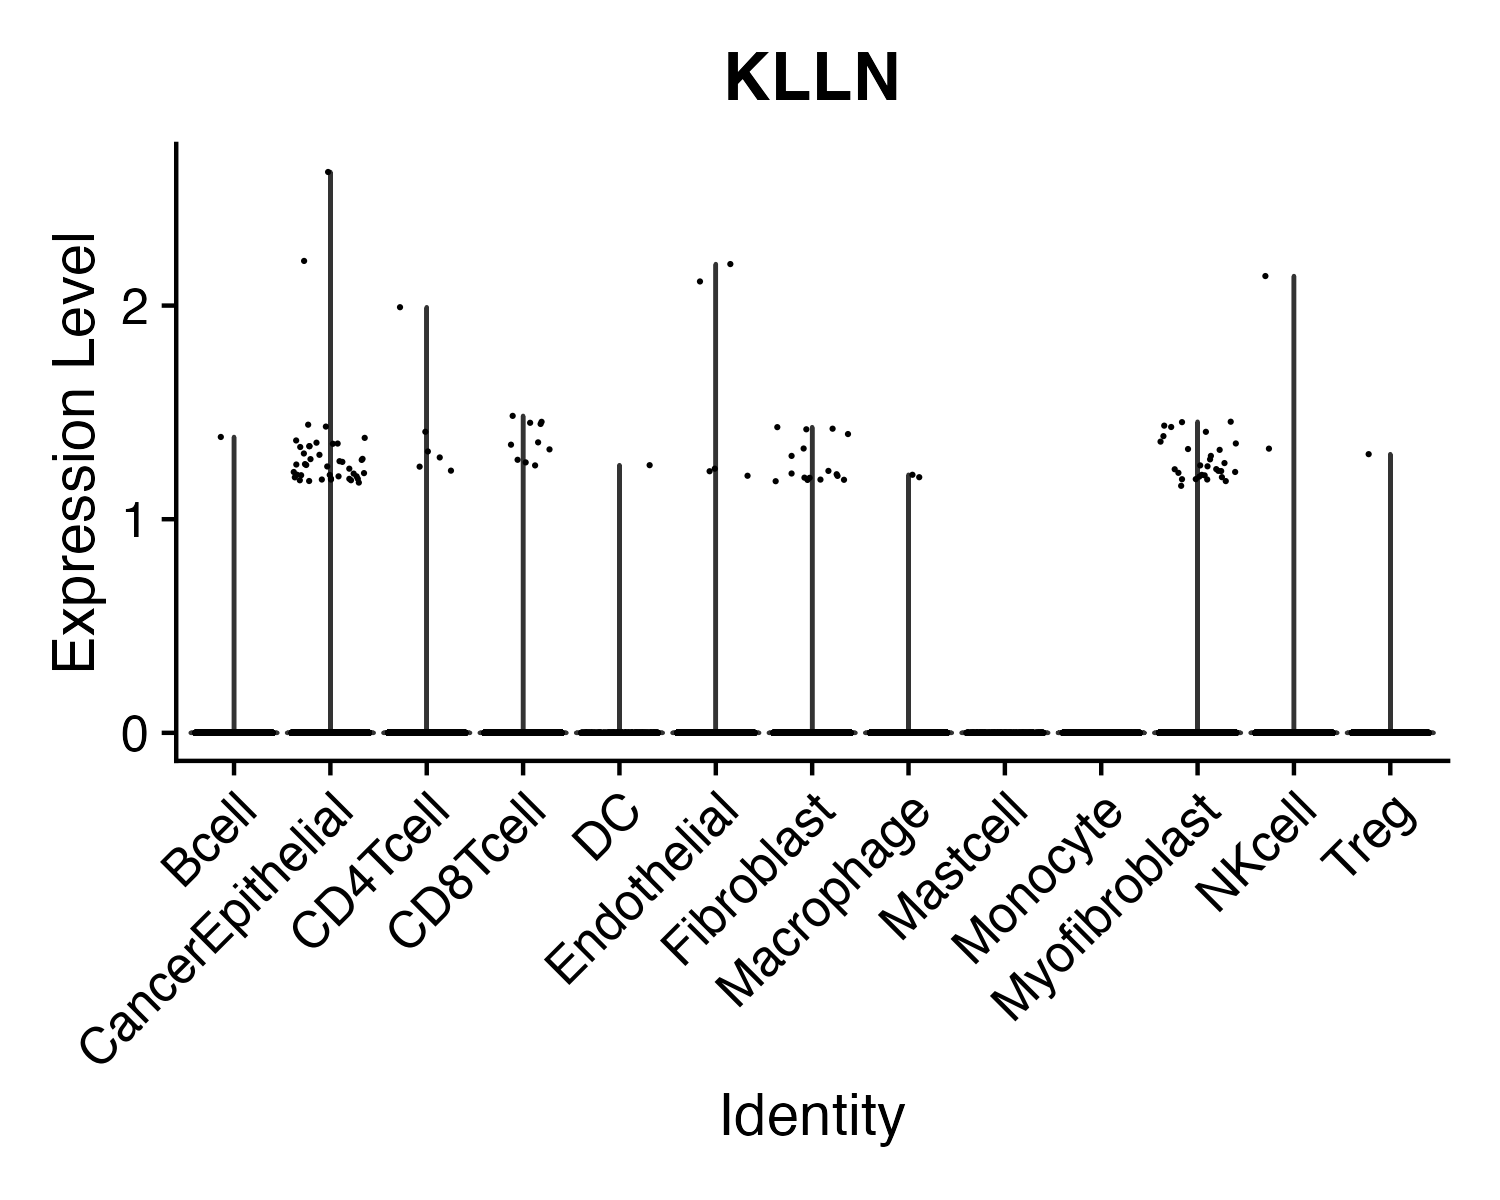 KLLN
Expression Level
2
1
0
Bcell
CancerEpithelial
CD4Tcell
CD8Tcell
DC
Endothelial
Fibroblast
Macrophage
Mastcell
Monocyte
Myofibroblast
NKcell
Treg
Identity